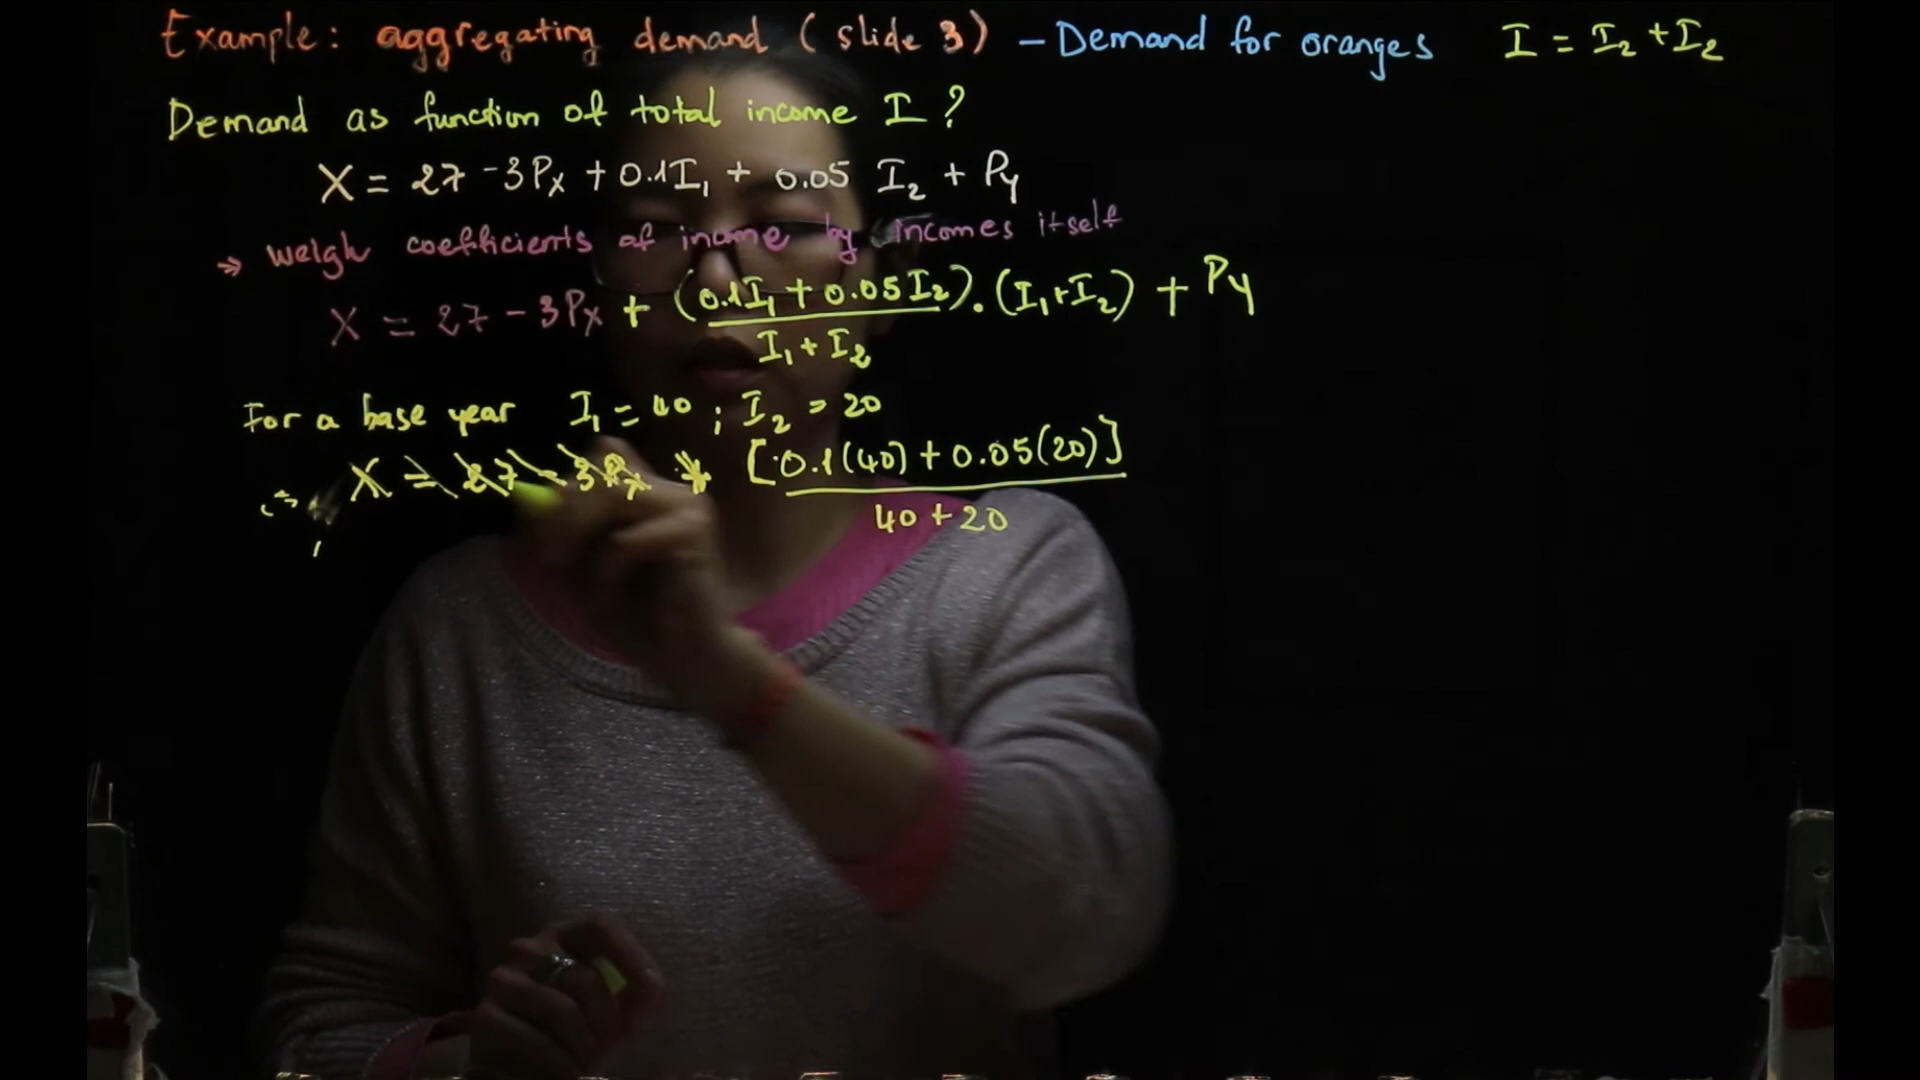 Example: aggregating demand (slide 3) - Demand for oranges I = I₂ + I₂
Demand as function of total income I?
X = 27 - 3Px + 0.1I₁ + 0.05 I₂ + Py
→ weigh coefficients of income by incomes itself
X = 27 - 3Px + (0.1I₁ + 0.05I₂) . (I₁ + I₂) + Py
I₁ + I₂
For a base year I₁ = 40 ; I₂ = 20
X = 27 - 3Px + [0.1(40) + 0.05(20)]
40 + 20